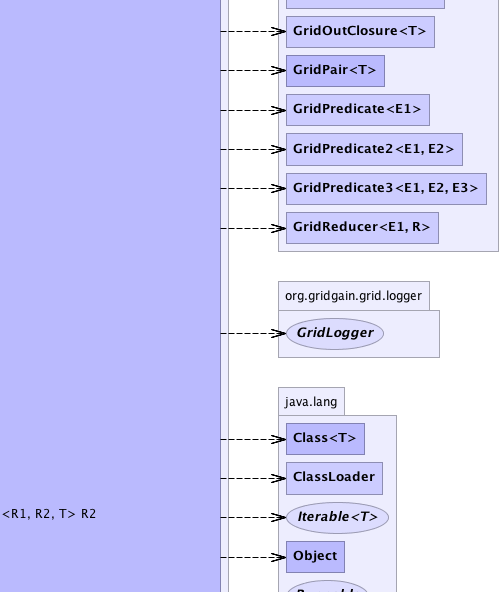 GridOutClosure<T>
GridPair<T>
GridPredicate<E1>
GridPredicate2<E1, E2>
GridPredicate3<E1, E2, E3>
GridReducer<E1, R>
org.gridgain.grid.logger
GridLogger
java.lang
Class<T>
ClassLoader
Iterable<T>
<R1, R2, T> R2
Object